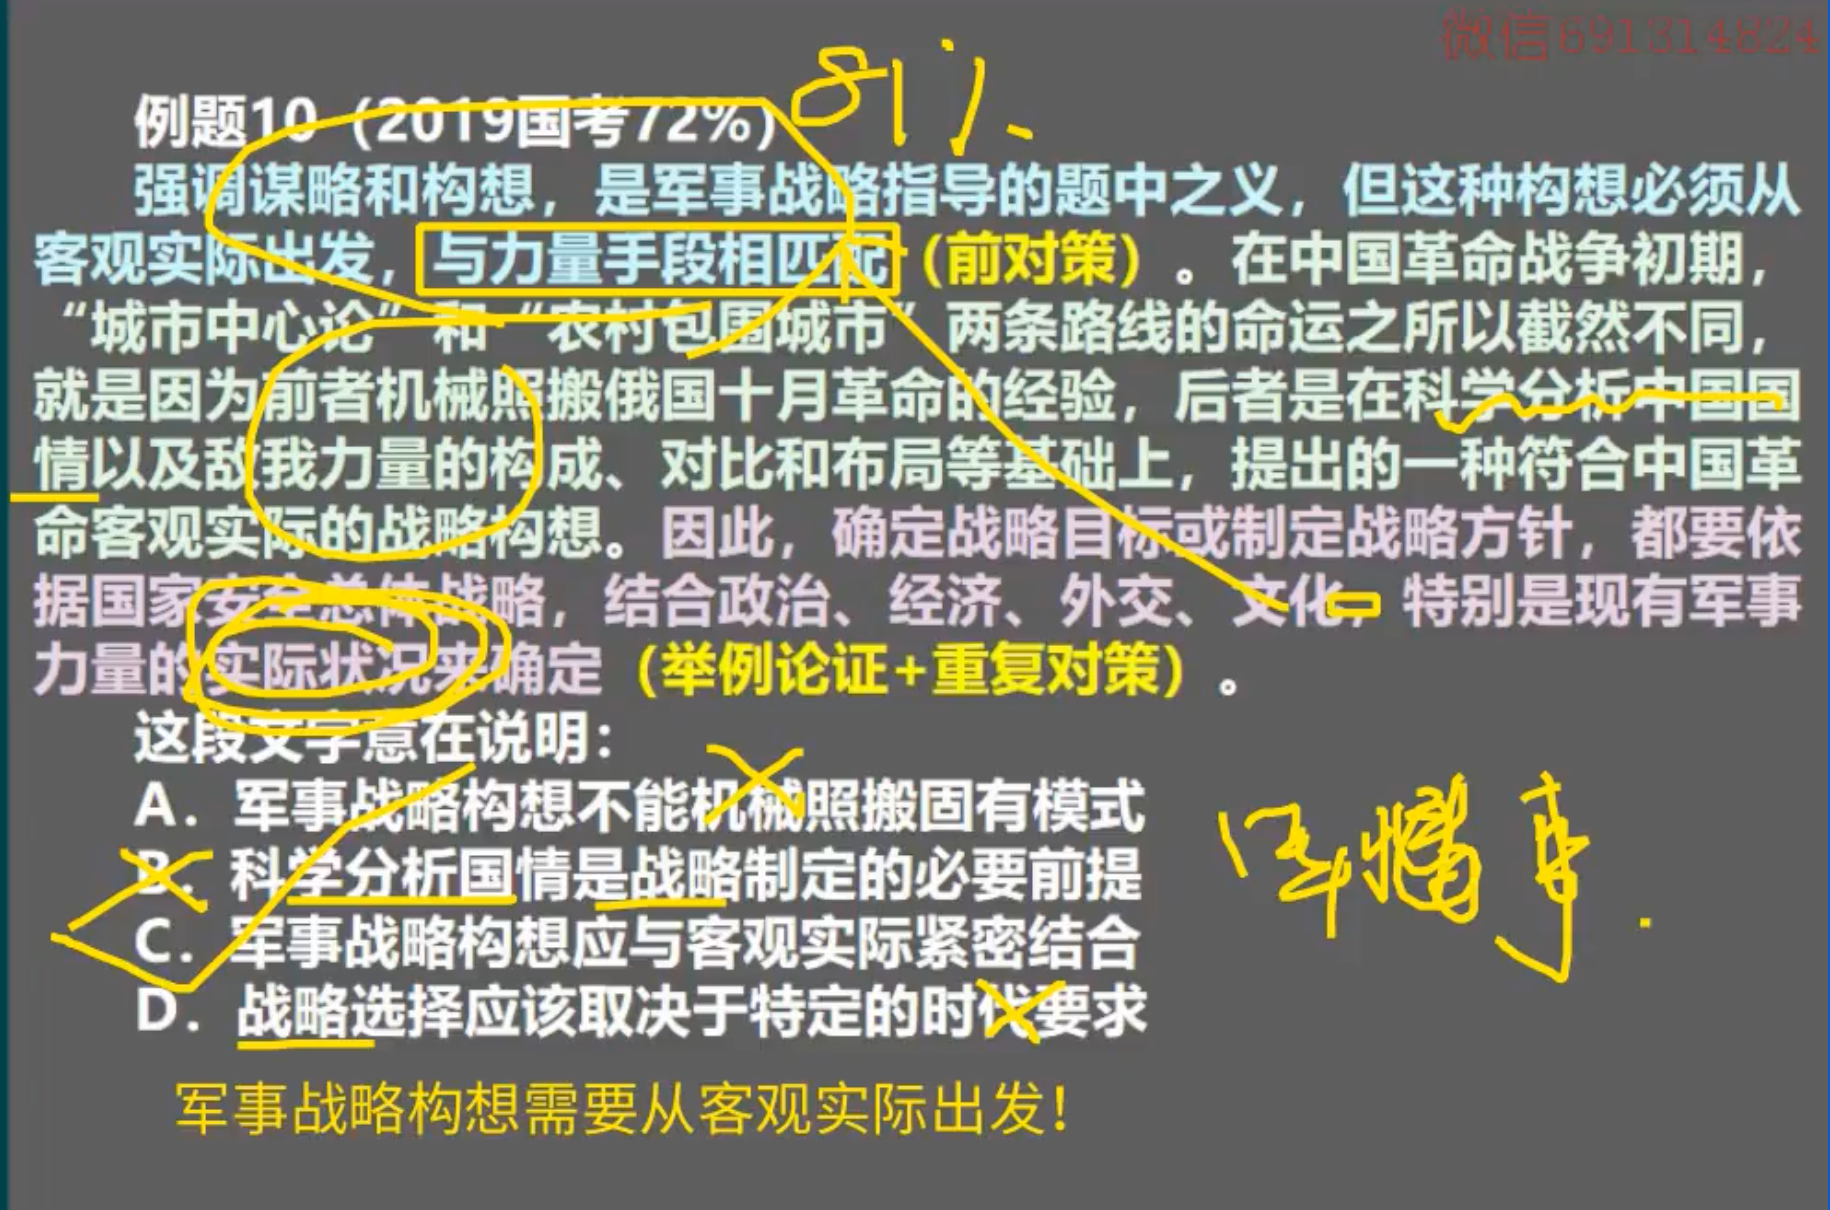 微信691314824
81%
例题10（2019国考72%）
强调谋略和构想，是军事战略指导的题中之义，但这种构想必须从
客观实际出发，与力量手段相匹配（前对策）。在中国革命战争初期，
“城市中心论”和“农村包围城市”两条路线的命运之所以截然不同，
就是因为前者机械照搬俄国十月革命的经验，后者是在科学分析中国国
情以及敌我力量的构成、对比和布局等基础上，提出的一种符合中国革
命客观实际的战略构想。因此，确定战略目标或制定战略方针，都要依
据国家安全总体战略，结合政治、经济、外交、文化，特别是现有军事
力量的实际状况来确定（举例论证+重复对策）。
这段文字意在说明：
A．军事战略构想不能机械照搬固有模式
B．科学分析国情是战略制定的必要前提
C．军事战略构想应与客观实际紧密结合
D．战略选择应该取决于特定的时代要求
军事战略构想需要从客观实际出发！